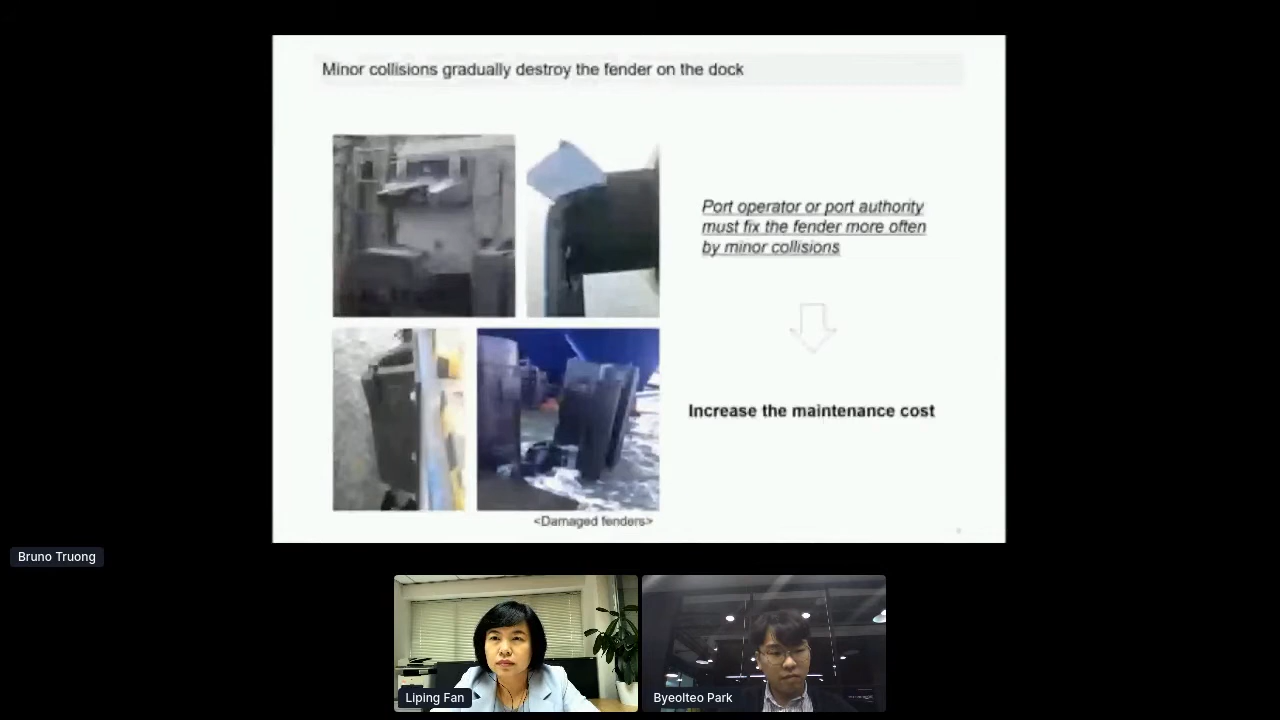 Minor collisions gradually destroy the fender on the dock
Port operator or port authority
must fix the fender more often
by minor collisions
Increase the maintenance cost
<Damaged fenders>
Bruno Truong
Liping Fan
Byeolteo Park